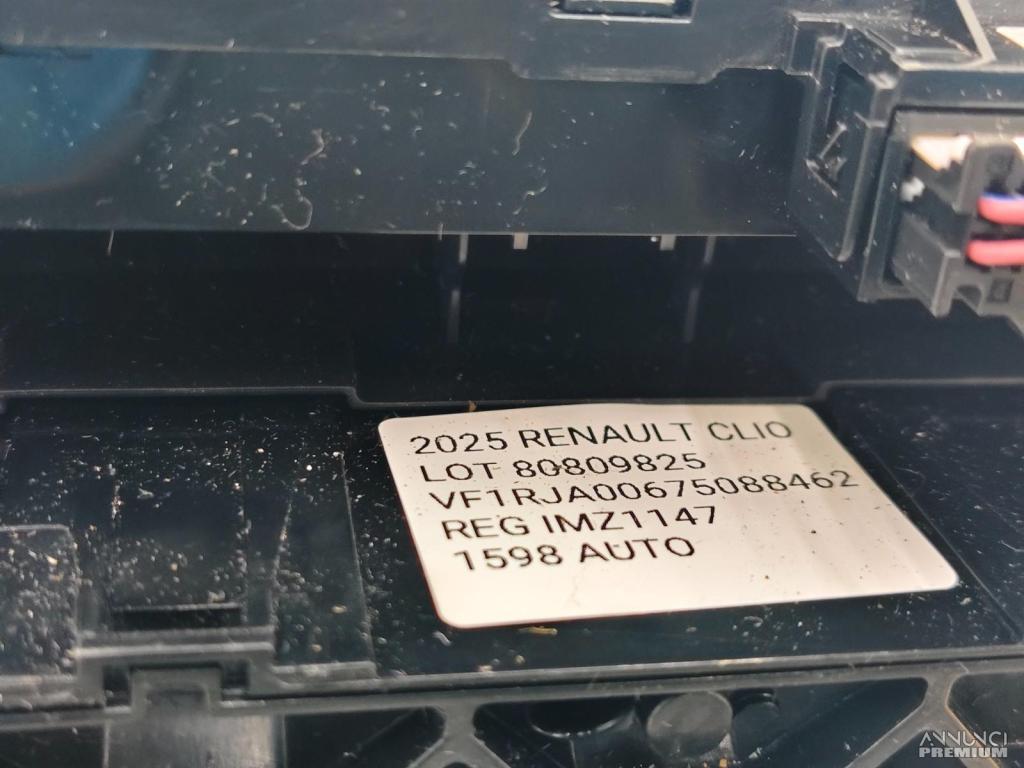 2025 RENAULT CLIO
LOT 80809825
VF1RJA00675088462
REG IMZ1147
1598 AUTO
ANNUNCI
PREMIUM